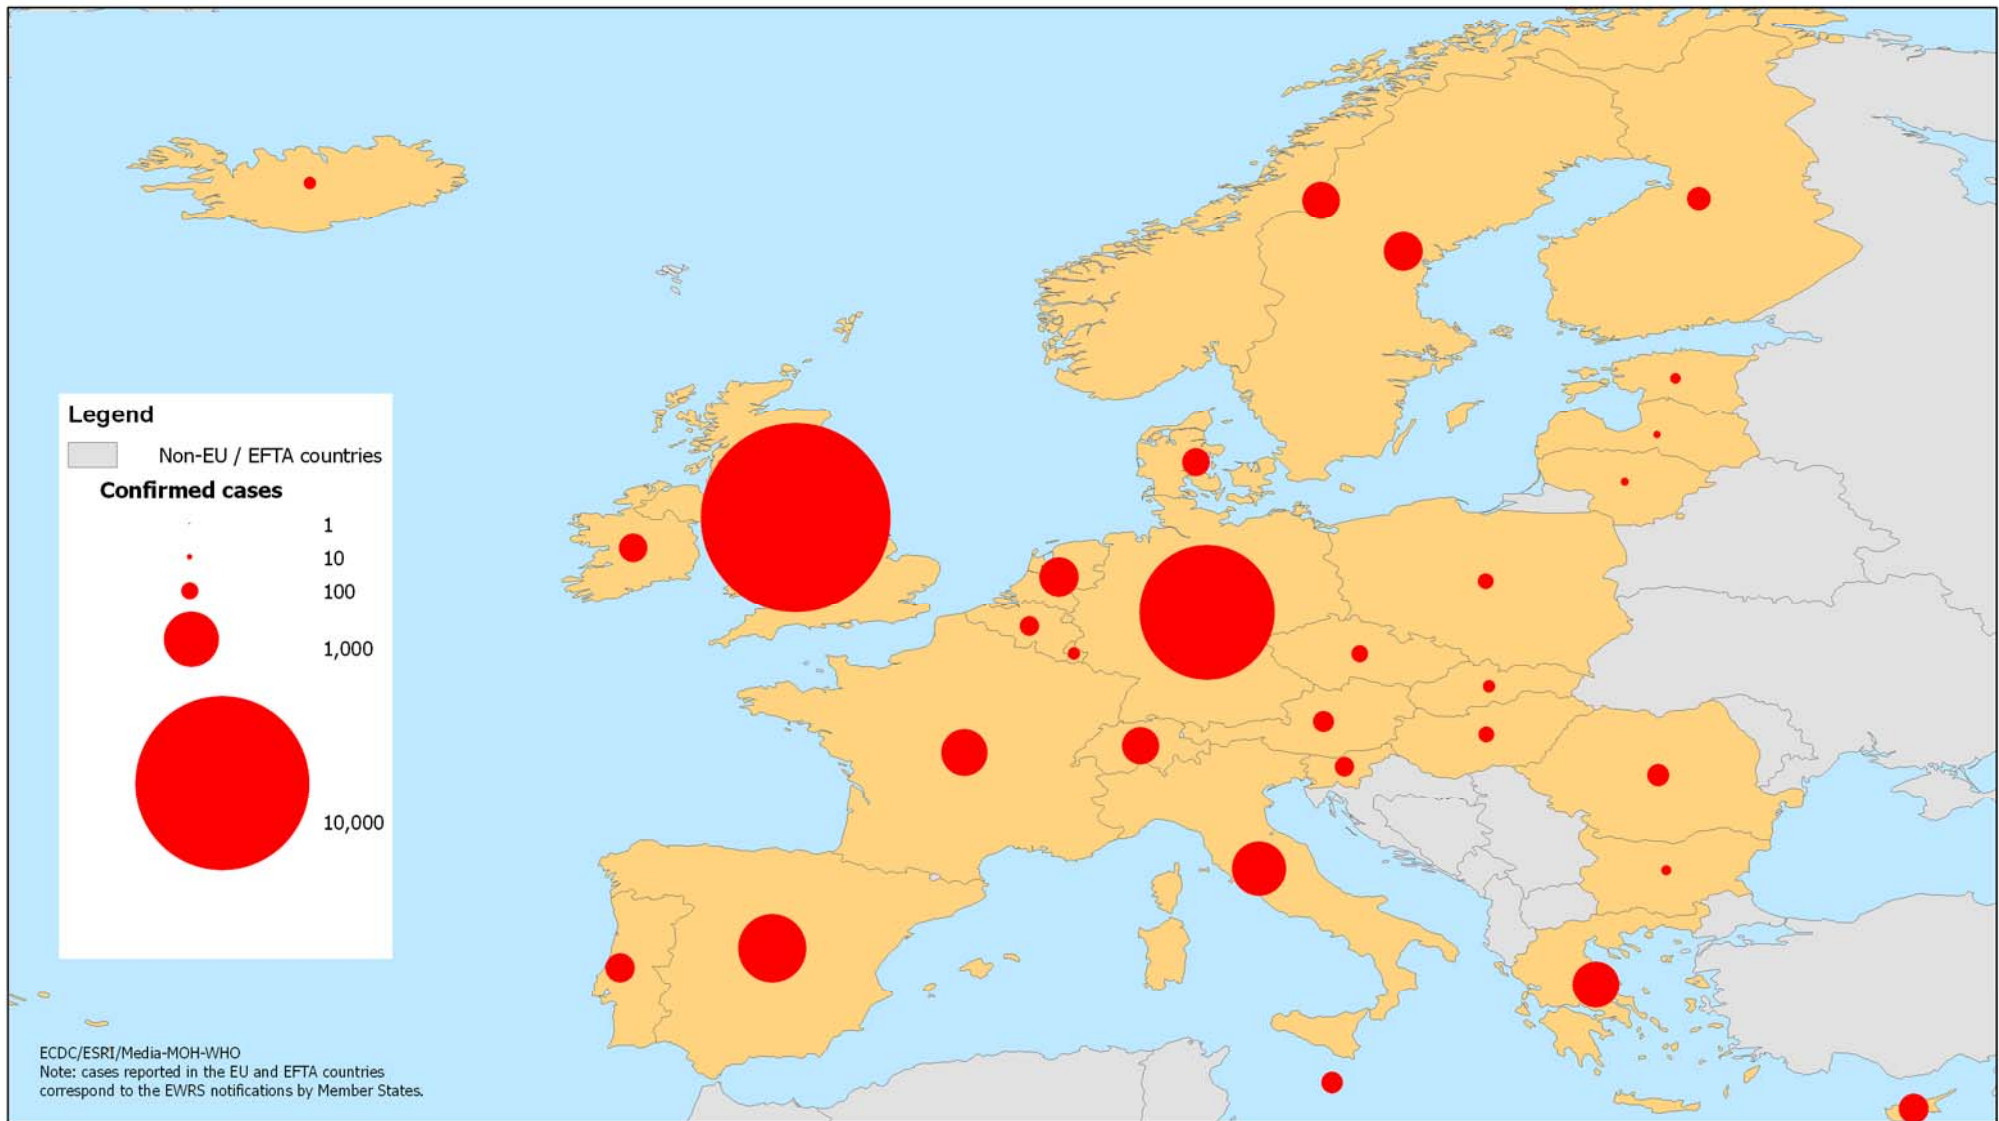 Legend
Non-EU / EFTA countries
Confirmed cases
1
10
100
1,000
10,000
ECDC/ESRI/Media-MOH-WHO
Note: cases reported in the EU and EFTA countries
correspond to the EWRS notifications by Member States.